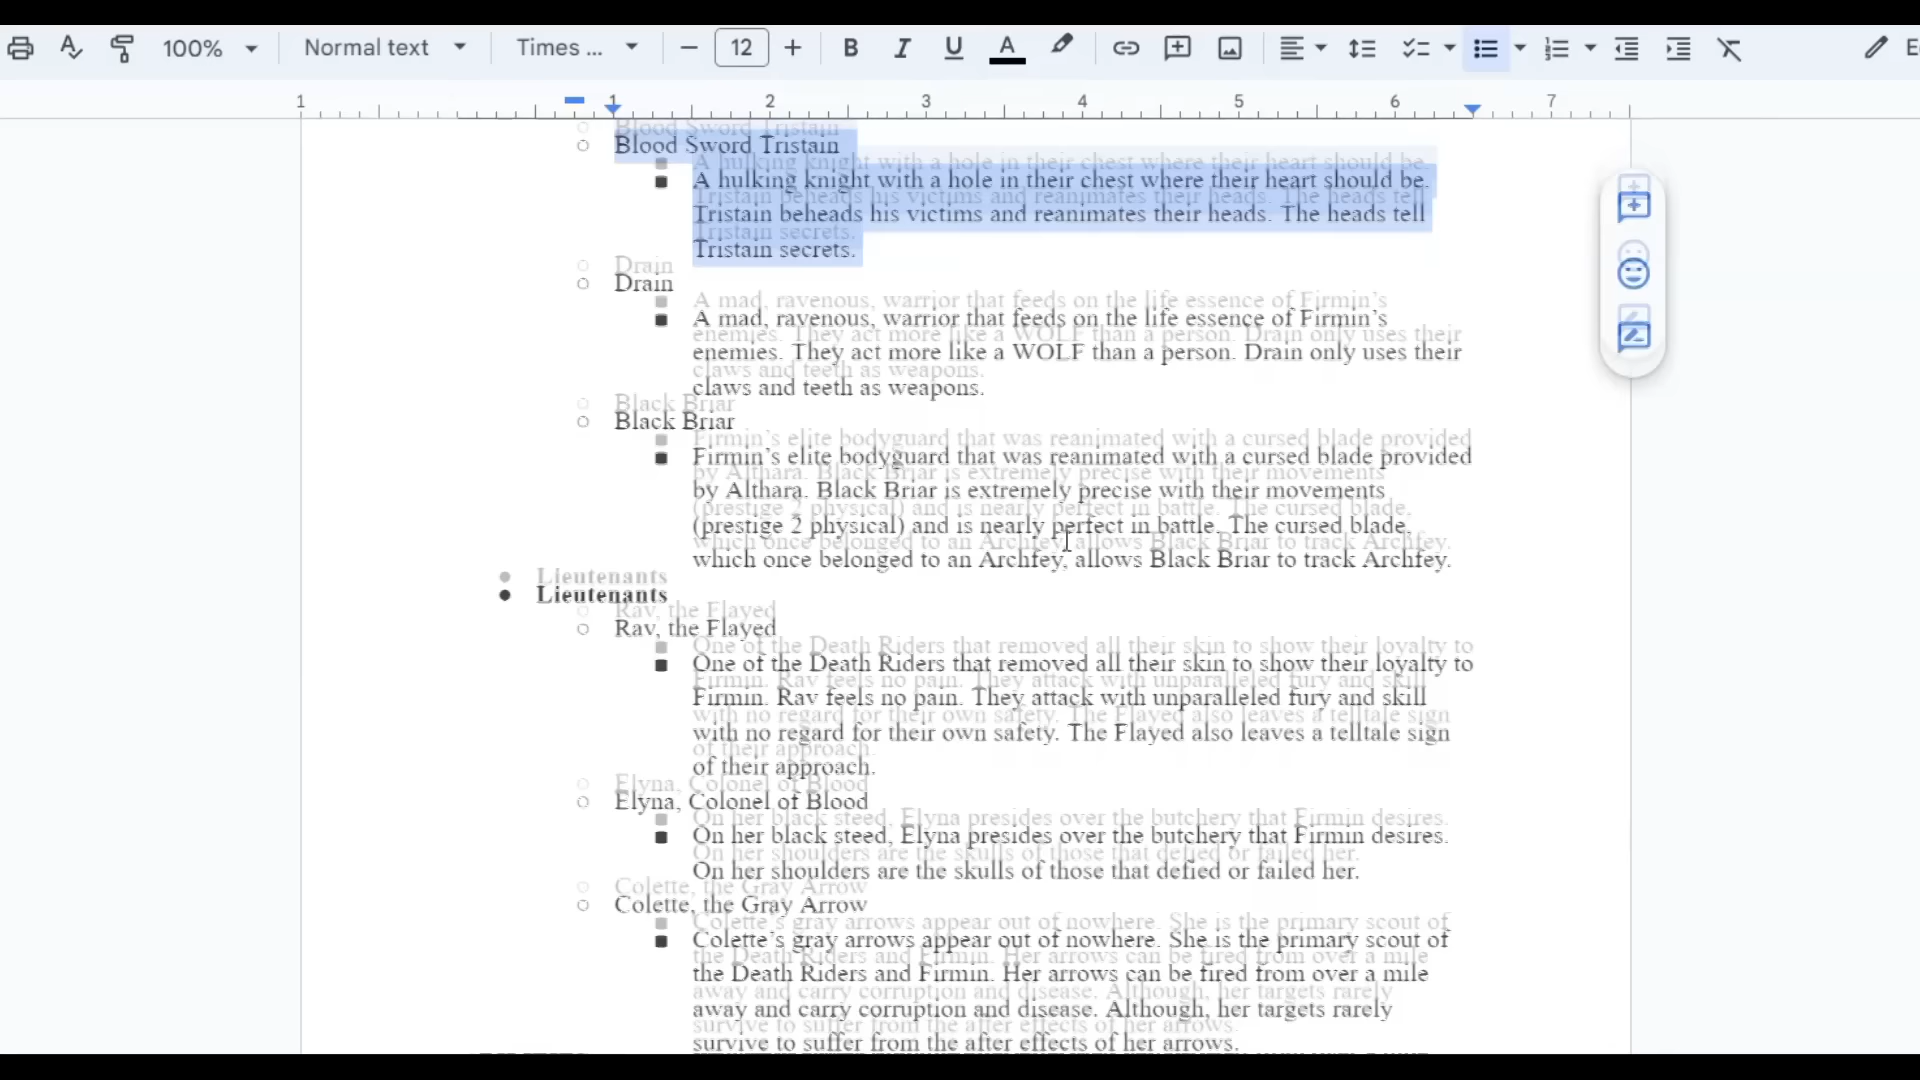 100% Normal text Times ... 12 B I U A E
1 1 2 3 4 5 6 7
Blood Sword Tristain
A hulking knight with a hole in their chest where their heart should be.
Tristain beheads his victims and reanimates their heads. The heads tell
Tristain secrets.
Drain
A mad, ravenous, warrior that feeds on the life essence of Firmin's
enemies. They act more like a WOLF than a person. Drain only uses their
claws and teeth as weapons.
Black Briar
Firmin's elite bodyguard that was reanimated with a cursed blade provided
by Althara. Black Briar is extremely precise with their movements
(prestige 2 physical) and is nearly perfect in battle. The cursed blade,
which once belonged to an Archfey, allows Black Briar to track Archfey.
Lieutenants
Rav, the Flayed
One of the Death Riders that removed all their skin to show their loyalty to
Firmin. Rav feels no pain. They attack with unparalleled fury and skill
with no regard for their own safety. The Flayed also leaves a telltale sign
of their approach.
Elyna, Colonel of Blood
On her black steed, Elyna presides over the butchery that Firmin desires.
On her shoulders are the skulls of those that defied or failed her.
Colette, the Gray Arrow
Colette's gray arrows appear out of nowhere. She is the primary scout of
the Death Riders and Firmin. Her arrows can be fired from over a mile
away and carry corruption and disease. Although, her targets rarely
survive to suffer from the after effects of her arrows.